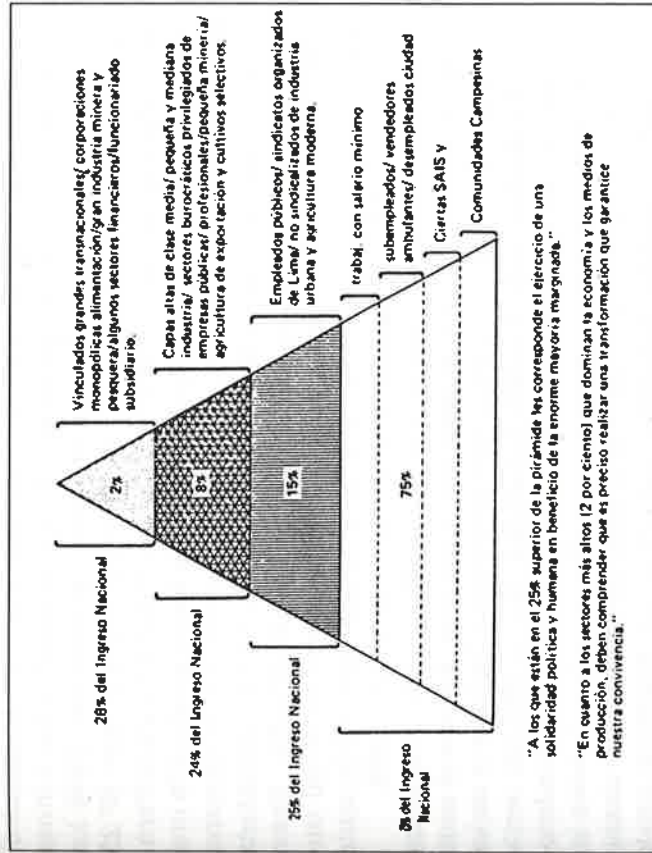 Vinculados grandes transnacionales/ corporaciones
monopólicas alimentación/gran industria minera y
pesquera/algunos sectores financieros/funcionariado
subsidiario.
28% del Ingreso Nacional
2%
Capas altas de clase media/ pequeña y mediana
industria/ sectores burocráticos privilegiados de
empresas públicas/ profesionales/pequeña minería/
agricultura de exportación y cultivos selectivos.
24% del Ingreso Nacional
8%
Empleados públicos/ sindicatos organizados
de Lima/ no sindicalizados de industria
urbana y agricultura moderna.
25% del Ingreso Nacional
15%
trabaj. con salario mínimo
subempleados/ vendedores
ambulantes/ desempleados ciudad
75%
Ciertas SAIS y
Comunidades Campesinas
8% del Ingreso
Nacional
"A los que están en el 25% superior de la pirámide les corresponde el ejercicio de una
solidaridad política y humana en beneficio de la enorme mayoría marginada."
"En cuanto a los sectores más altos (2 por ciento) que dominan la economía y los medios de
producción, deben comprender que es preciso realizar una transformación que garantice
nuestra convivencia."